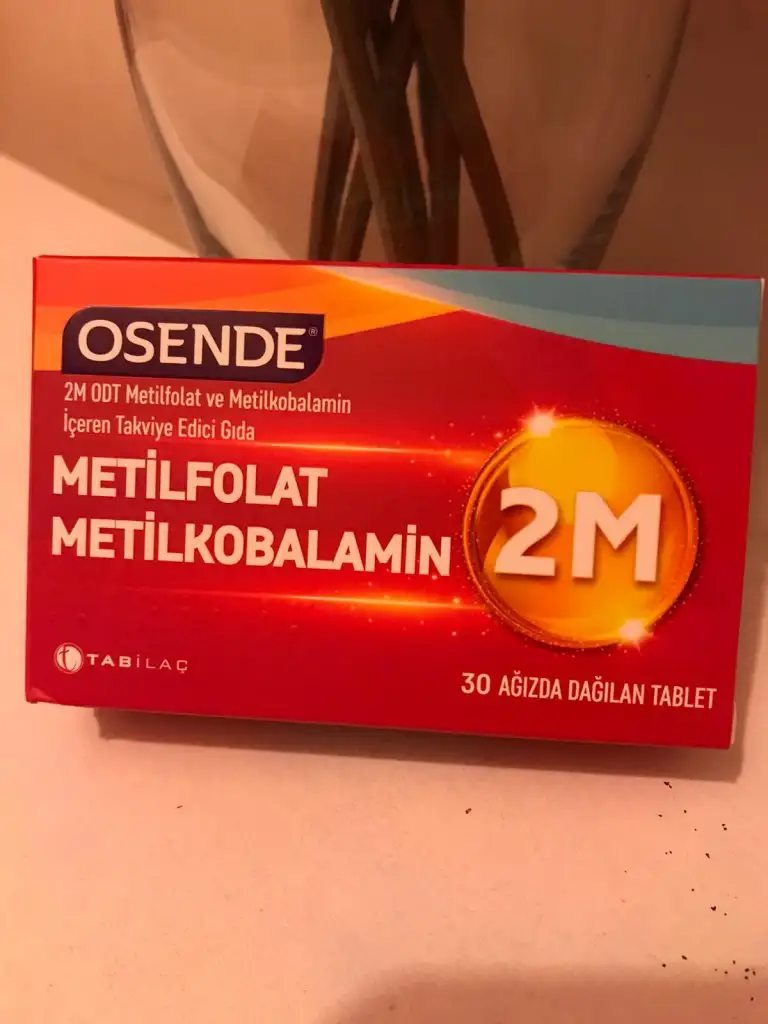 OSENDE®
2M ODT Metilfolat ve Metilkobalamin
İçeren Takviye Edici Gıda
METİLFOLAT
METİLKOBALAMİN
2M
TABİLAÇ
30 AĞIZDA DAĞILAN TABLET